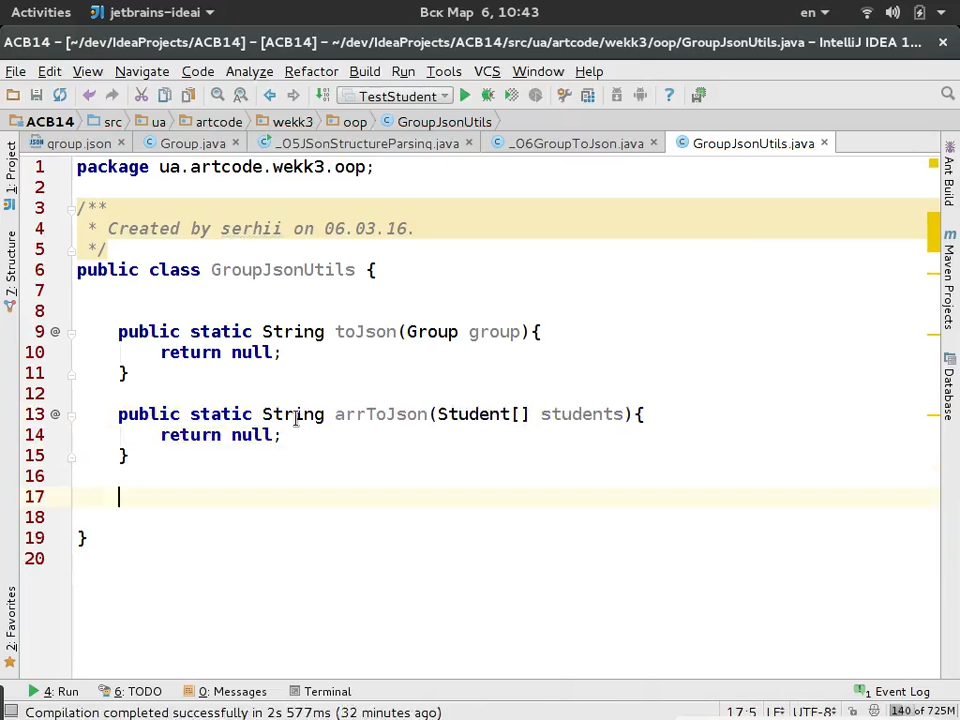 Activities jetbrains-ideai Вск Мар 6, 10:43 en
ACB14 – [~/dev/IdeaProjects/ACB14] – [ACB14] – ~/dev/IdeaProjects/ACB14/src/ua/artcode/wekk3/oop/GroupJsonUtils.java – IntelliJ IDEA 1...
File Edit View Navigate Code Analyze Refactor Build Run Tools VCS Window Help
TestStudent
ACB14 src ua artcode wekk3 oop GroupJsonUtils
group.json Group.java _05JSonStructureParsing.java _06GroupToJson.java GroupJsonUtils.java
1 package ua.artcode.wekk3.oop;
2
3 /**
4 * Created by serhii on 06.03.16.
5 */
6 public class GroupJsonUtils {
7
8
9 public static String toJson(Group group){
10 return null;
11 }
12
13 public static String arrToJson(Student[] students){
14 return null;
15 }
16
17
18
19 }
20
1: Project
7: Structure
2: Favorites
Ant Build
Maven Projects
Database
4: Run 6: TODO 0: Messages Terminal 1 Event Log
Compilation completed successfully in 2s 577ms (32 minutes ago) 17:5 LF UTF-8 140 of 725M